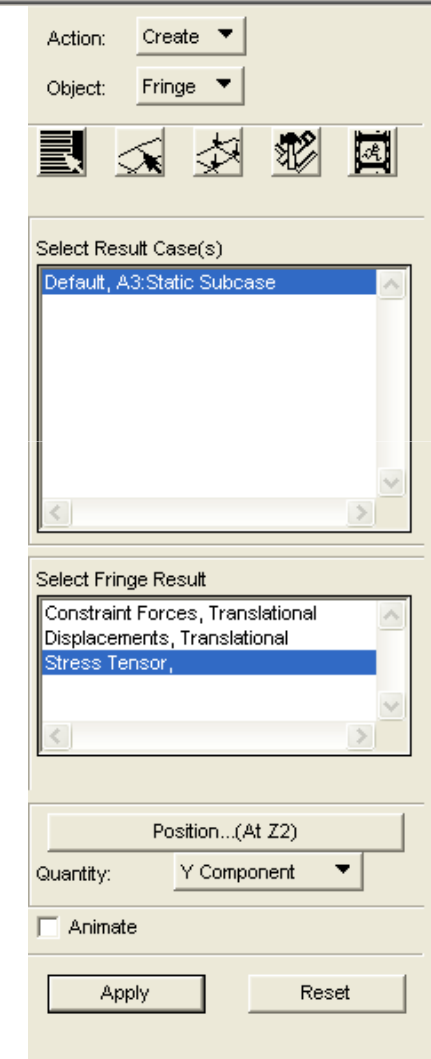 Action: Create
Object: Fringe
Select Result Case(s)
Default, A3:Static Subcase
Select Fringe Result
Constraint Forces, Translational
Displacements, Translational
Stress Tensor,
Position...(At Z2)
Quantity: Y Component
Animate
Apply Reset